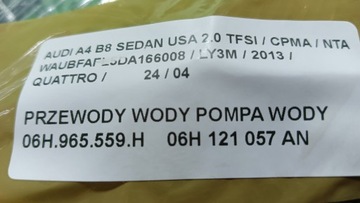 AUDI A4 B8 SEDAN USA 2.0 TFSI / CPMA / NTA
/ LY3M / 2013 /
QUATTRO / 24 / 04
PRZEWODY WODY POMPA WODY
06H.965.559.H 06H 121 057 AN